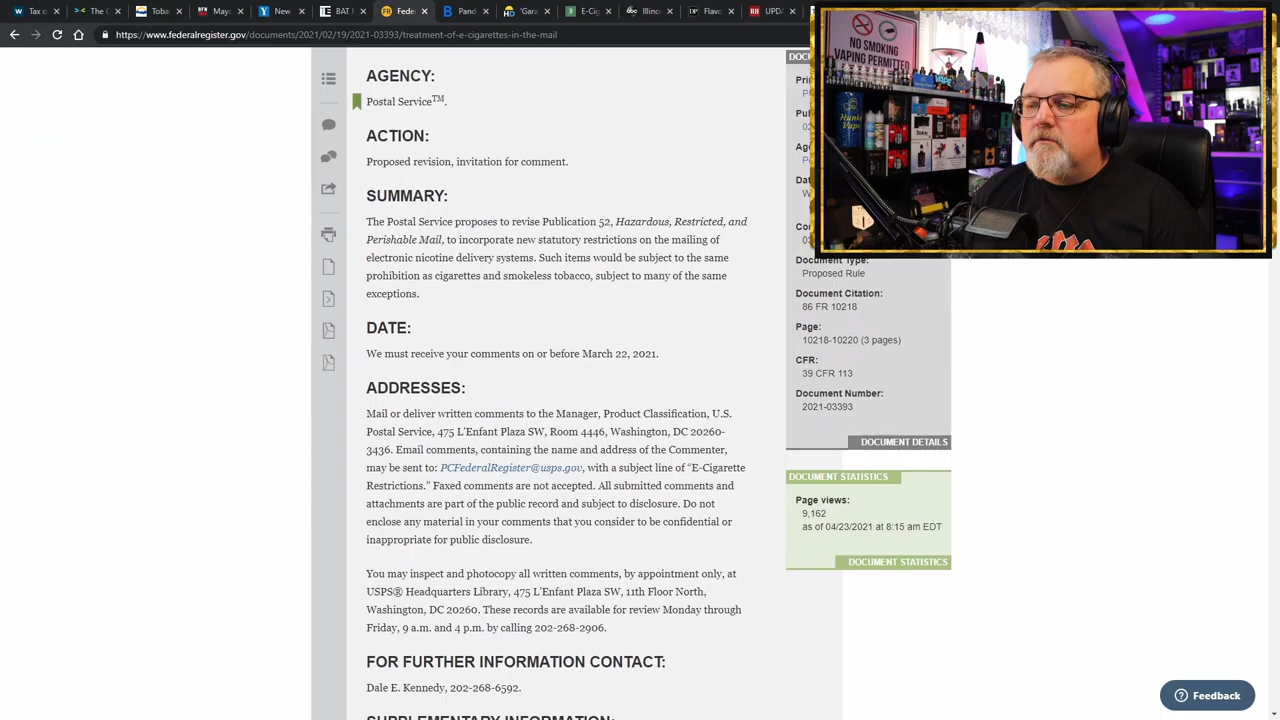 Tax
Feder
ttps://www.federalregister.gov
s/2021/02/19/2021-03393/treatment-of-e-cigarettes-in-the-mail
AGENCY:
Postal ServiceTM.
ACTION:
Proposed revision, invitation for comment.
SUMMARY:
The Postal Service proposes to revise Publication 52, Hazardous, Restricted, and
Perishable Mail, to incorporate new statutory restrictions on the mailing of
electronic nicotine delivery systems. Such items would be subject to the same
prohibition as cigarettes and smokeless tobacco, subject to many of the same
exceptions.
DATE:
We must receive your comments on or before March 22, 2021.
ADDRESSES:
Mail or deliver written comments to the Manager, Product Classification, U.S.
Postal Service, 475 L'Enfant Plaza SW, Room 4446, Washington, DC 20260-
3436. Email comments, containing the name and address of the Commenter,
may be sent to: PCFederalRegister@usps.gov, with a subject line of “E-Cigarette
Restrictions.” Faxed comments are not accepted. All submitted comments and
attachments are part of the public record and subject to disclosure. Do not
enclose any material in your comments that you consider to be confidential or
inappropriate for public disclosure.
You may inspect and photocopy all written comments, by appointment only, at
USPS® Headquarters Library, 475 L'Enfant Plaza SW, 11th Floor North,
Washington, DC 20260. These records are available for review Monday through
Friday, 9 a.m. and 4 p.m. by calling 202-268-2906.
FOR FURTHER INFORMATION CONTACT:
Dale E. Kennedy, 202-268-6592.
SUPPLEMENTARY INFORMATION:
NO SMOKING
VAPING PERMITTED
Document Type:
Proposed Rule
Document Citation:
86 FR 10218
Page:
10218-10220 (3 pages)
CFR:
39 CFR 113
Document Number:
2021-03393
DOCUMENT DETAILS
DOCUMENT STATISTICS
Page views:
9,162
as of 04/23/2021 at 8:15 am EDT
DOCUMENT STATISTICS
Feedback